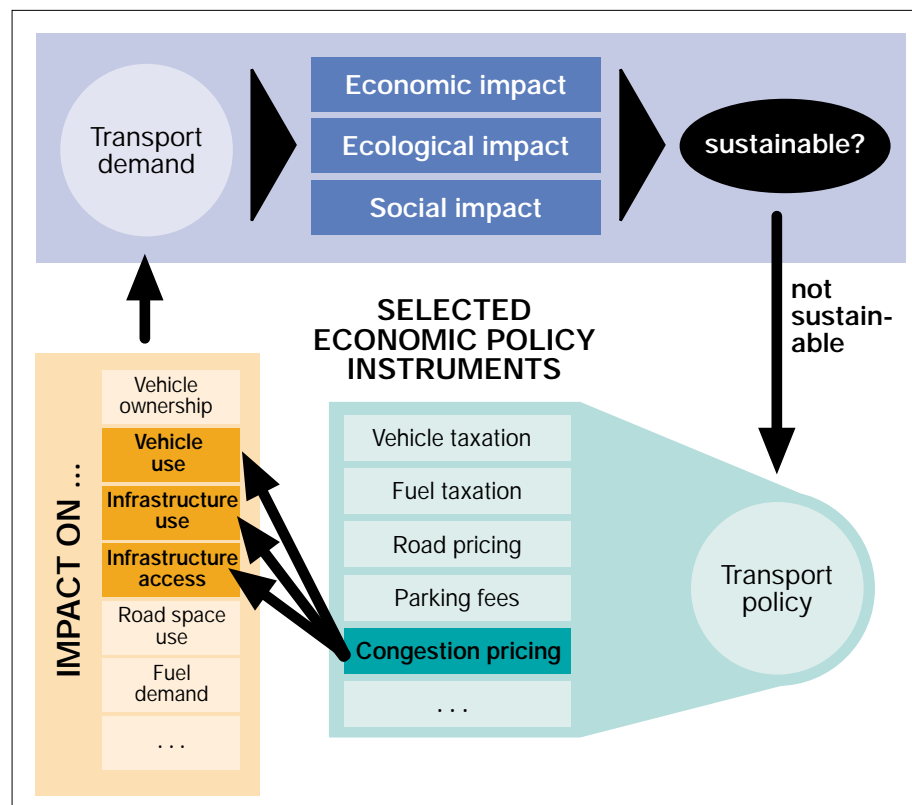 Transport
demand
Economic impact
Ecological impact
Social impact
sustainable?
not
sustain-
able
SELECTED
ECONOMIC POLICY
INSTRUMENTS
IMPACT ON ...
Vehicle
ownership
Vehicle
use
Infrastructure
use
Infrastructure
access
Road space
use
Fuel
demand
. . .
Vehicle taxation
Fuel taxation
Road pricing
Parking fees
Congestion pricing
. . .
Transport
policy